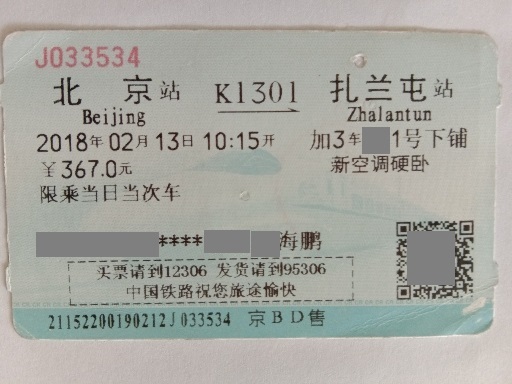 J033534
北 京站 K1301 扎兰屯站
Beijing Zhalantun
2018年02月13日10:15开 加3车 1号下铺
￥367.0元 新空调硬卧
限乘当日当次车
**** 海鹏
买票请到12306 发货请到95306
中国铁路祝您旅途愉快
21152200190212J033534 京BD售